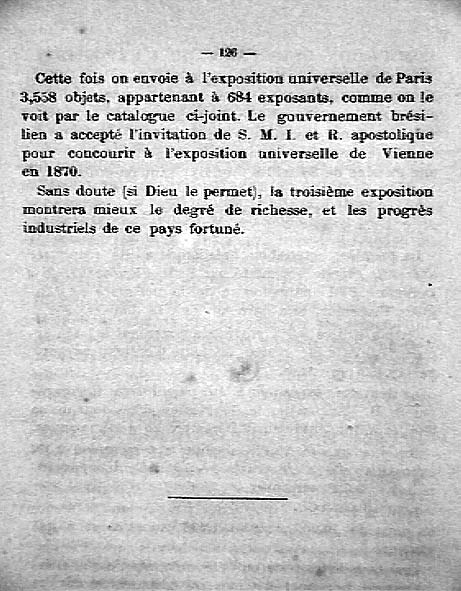 — 126 —
Cette fois on envoie à l'exposition universelle de Paris
3,558 objets, appartenant à 684 exposants, comme on le
voit par le catalogue ci-joint. Le gouvernement brési-
lien a accepté l'invitation de S. M. I. et R. apostolique
pour concourir à l'exposition universelle de Vienne
en 1870.
Sans doute (si Dieu le permet), la troisième exposition
montrera mieux le degré de richesse, et les progrès
industriels de ce pays fortuné.